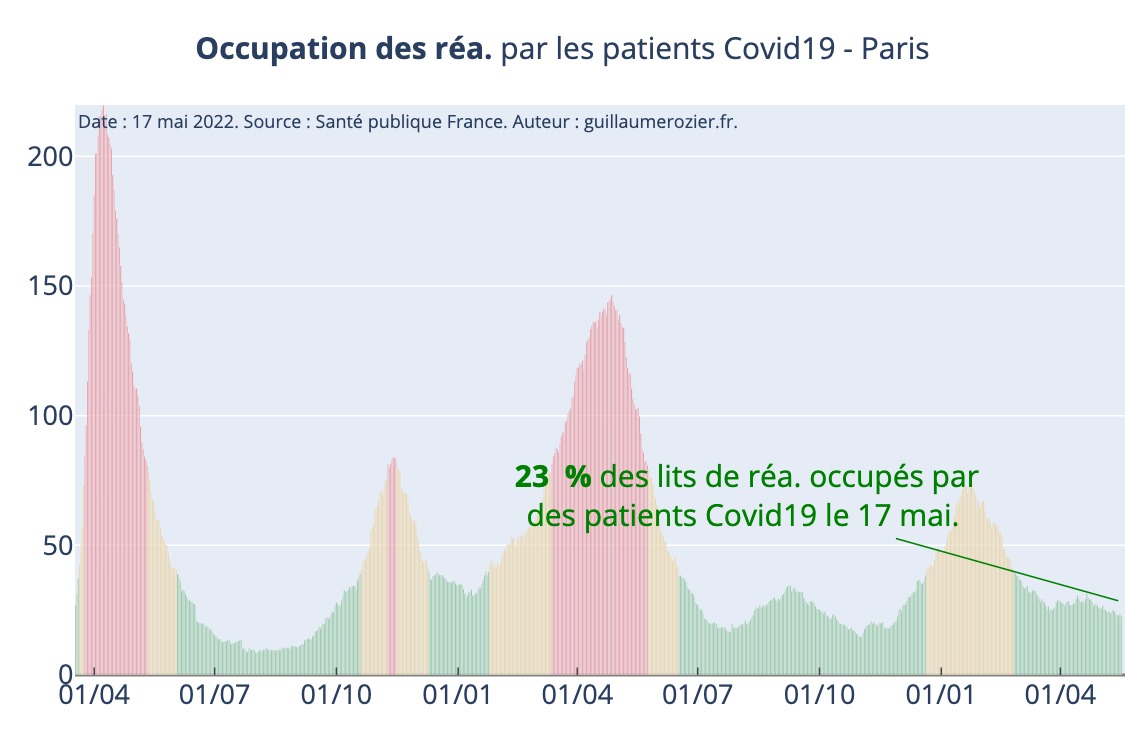 Occupation des réa. par les patients Covid19 - Paris
Date : 17 mai 2022. Source : Santé publique France. Auteur : guillaumerozier.fr.
200
150
100
23 % des lits de réa. occupés par
des patients Covid19 le 17 mai.
50
0
01/04 01/07 01/10 01/01 01/04 01/07 01/10 01/01 01/04